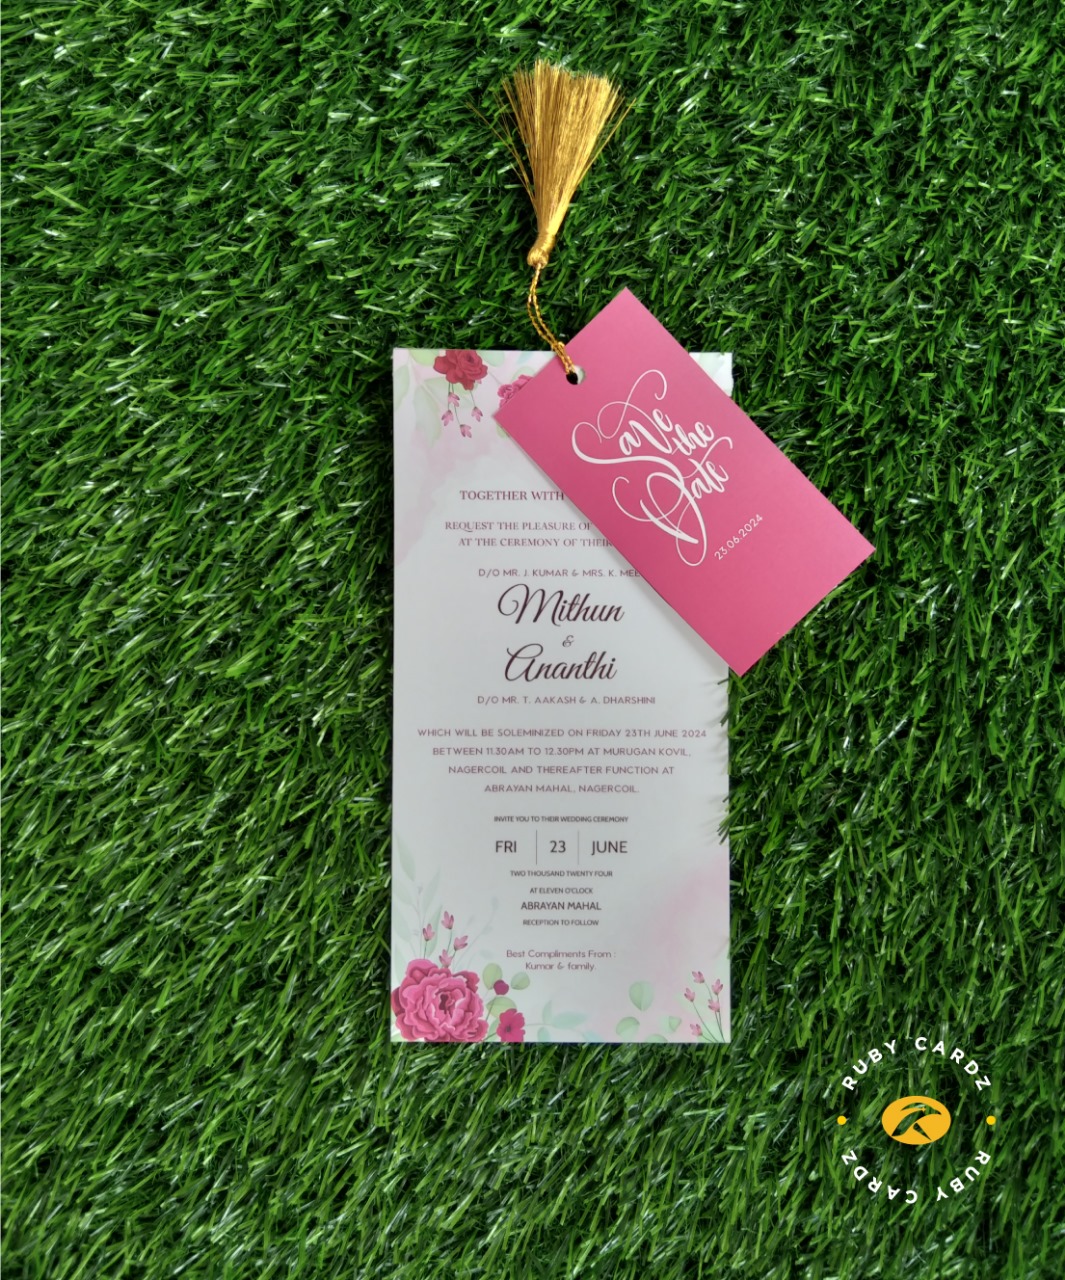 Save
the
Date
23.06.2024
TOGETHER WITH
REQUEST THE PLEASURE OF
AT THE CEREMONY OF THEIR
D/O MR. J. KUMAR & MRS. K.
Mithun
&
Ananthi
D/O MR. T. AAKASH & A. DHARSHINI
WHICH WILL BE SOLEMINIZED ON FRIDAY 23TH JUNE 2024
BETWEEN 11.30AM TO 12.30PM AT MURUGAN KOVIL,
NAGERCOIL AND THEREAFTER FUNCTION AT
ABRAYAN MAHAL, NAGERCOIL.
INVITE YOU TO THEIR WEDDING CEREMONY
FRI 23 JUNE
TWO THOUSAND TWENTY FOUR
AT ELEVEN O'CLOCK
ABRAYAN MAHAL
RECEPTION TO FOLLOW
Best Compliments From :
Kumar & family.
RUBY CARDZ
RUBY CARDZ